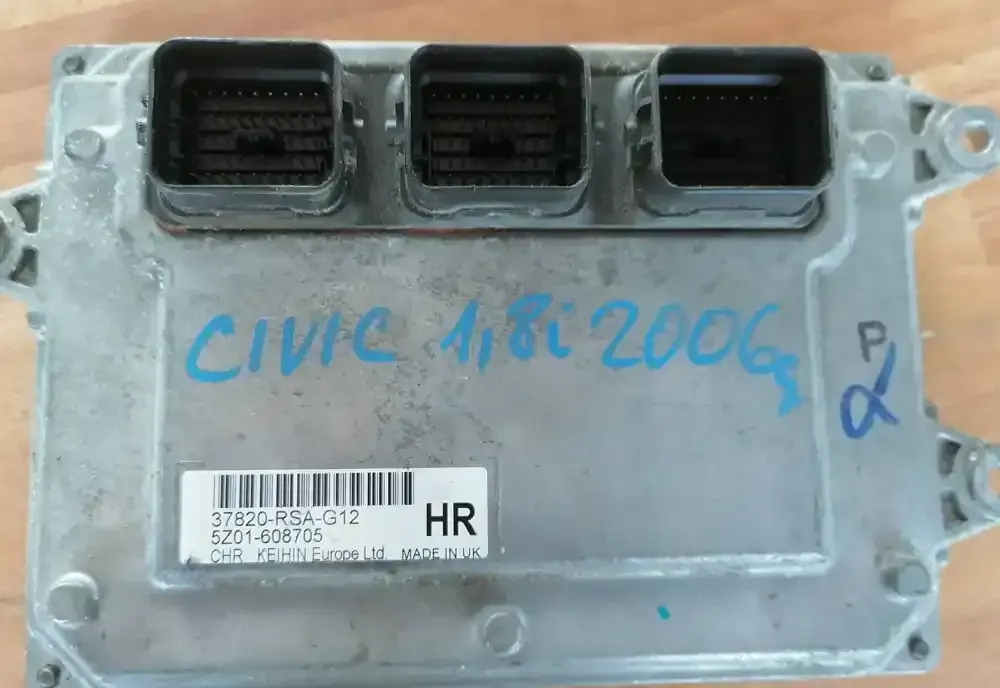 CIVIC 1,8i 2006g
P
37820-RSA-G12
5Z01-608705
HR
CHR KEIHIN Europe Ltd. MADE IN UK